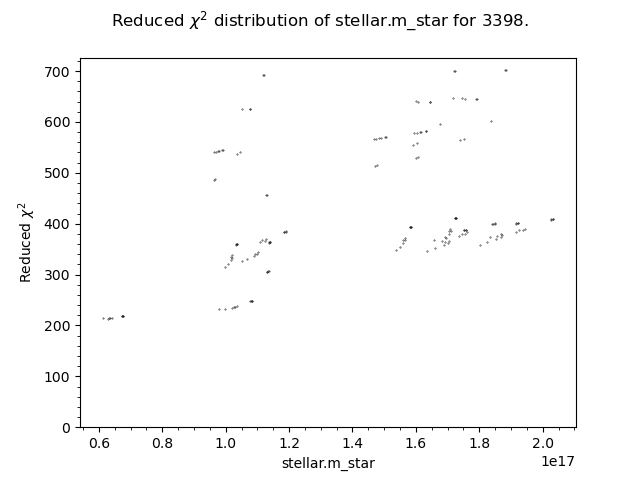 Reduced χ² distribution of stellar.m_star for 3398.
700
600
500
400
300
200
100
0
Reduced χ²
0.6 0.8 1.0 1.2 1.4 1.6 1.8 2.0
1e17
stellar.m_star